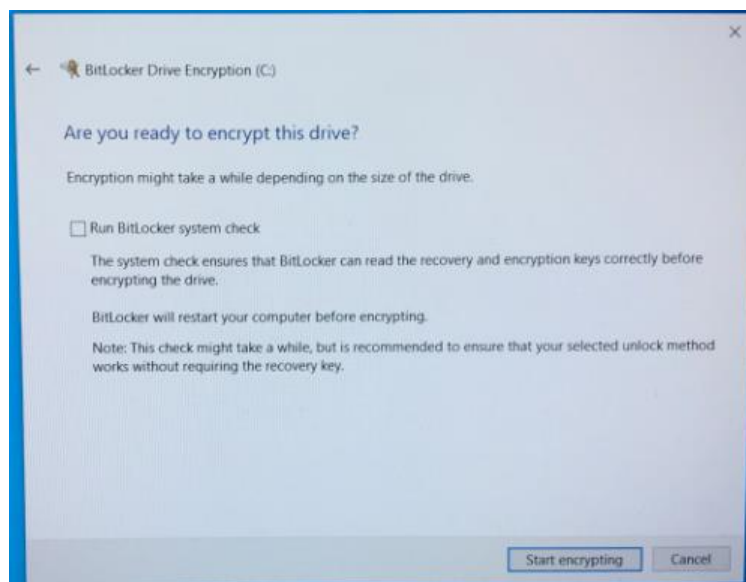 BitLocker Drive Encryption (C:)
Are you ready to encrypt this drive?
Encryption might take a while depending on the size of the drive.
Run BitLocker system check
The system check ensures that BitLocker can read the recovery and encryption keys correctly before
encrypting the drive.
BitLocker will restart your computer before encrypting.
Note: This check might take a while, but is recommended to ensure that your selected unlock method
works without requiring the recovery key.
Start encrypting Cancel